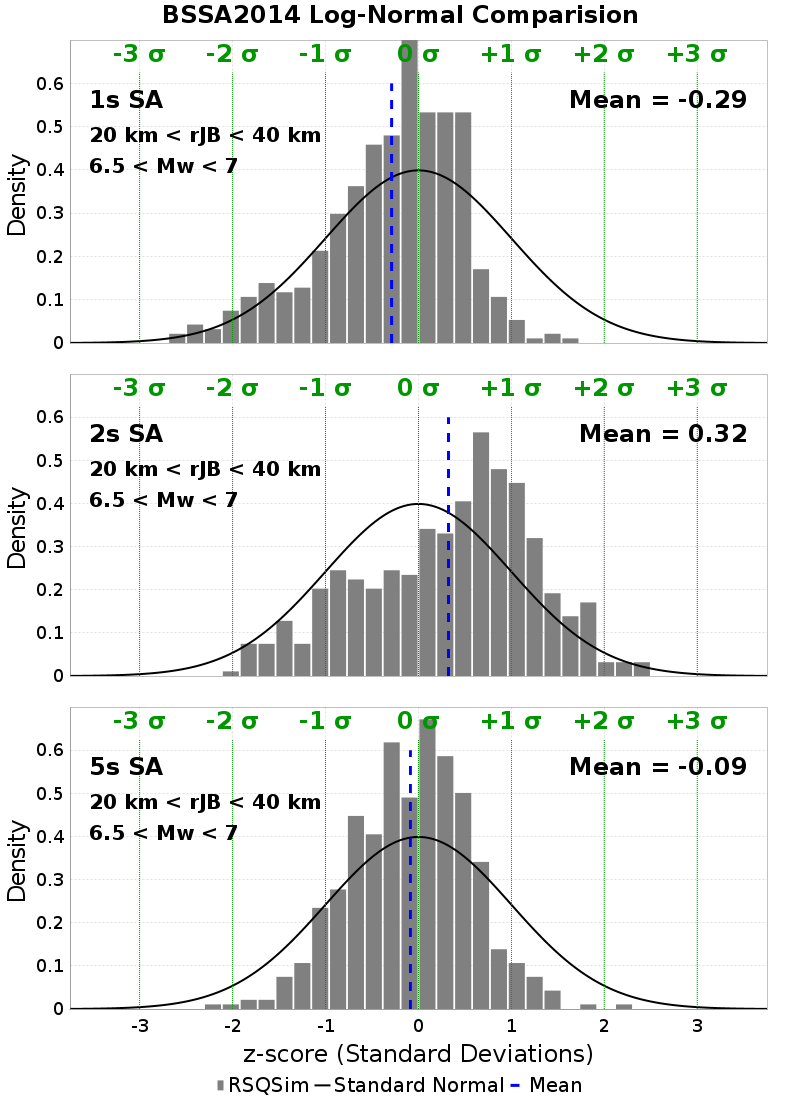 BSSA2014 Log-Normal Comparision
-3 σ -2 σ -1 σ 0 σ +1 σ +2 σ +3 σ
0.6
1s SA Mean = -0.29
0.5
20 km < rJB < 40 km
6.5 < Mw < 7
0.4
0.3
0.2
0.1
0
Density
-3 σ -2 σ -1 σ 0 σ +1 σ +2 σ +3 σ
0.6
2s SA Mean = 0.32
0.5
20 km < rJB < 40 km
6.5 < Mw < 7
0.4
0.3
0.2
0.1
0
Density
-3 σ -2 σ -1 σ 0 σ +1 σ +2 σ +3 σ
0.6
5s SA Mean = -0.09
0.5
20 km < rJB < 40 km
6.5 < Mw < 7
0.4
0.3
0.2
0.1
0
Density
-3 -2 -1 0 1 2 3
z-score (Standard Deviations)
RSQSim Standard Normal Mean